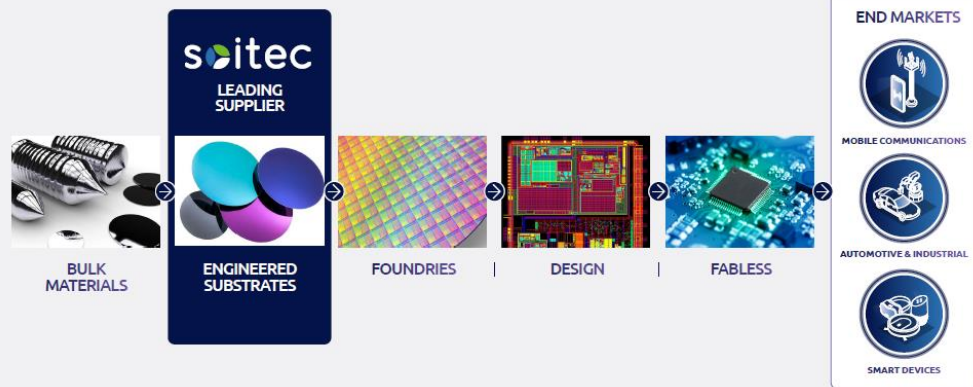 soitec
LEADING
SUPPLIER
BULK
MATERIALS
ENGINEERED
SUBSTRATES
FOUNDRIES
|
DESIGN
|
FABLESS
END MARKETS
MOBILE COMMUNICATIONS
AUTOMOTIVE & INDUSTRIAL
SMART DEVICES